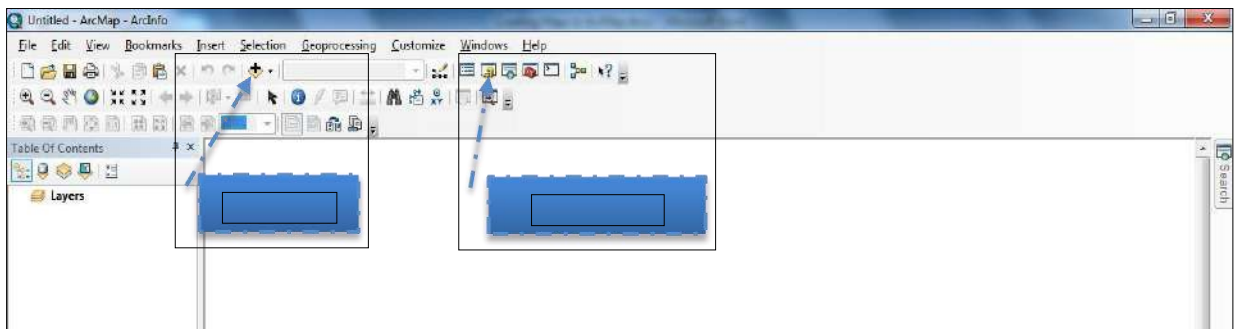 Untitled - ArcMap - ArcInfo
File Edit View Bookmarks Insert Selection Geoprocessing Customize Windows Help
Table Of Contents
Layers
Search